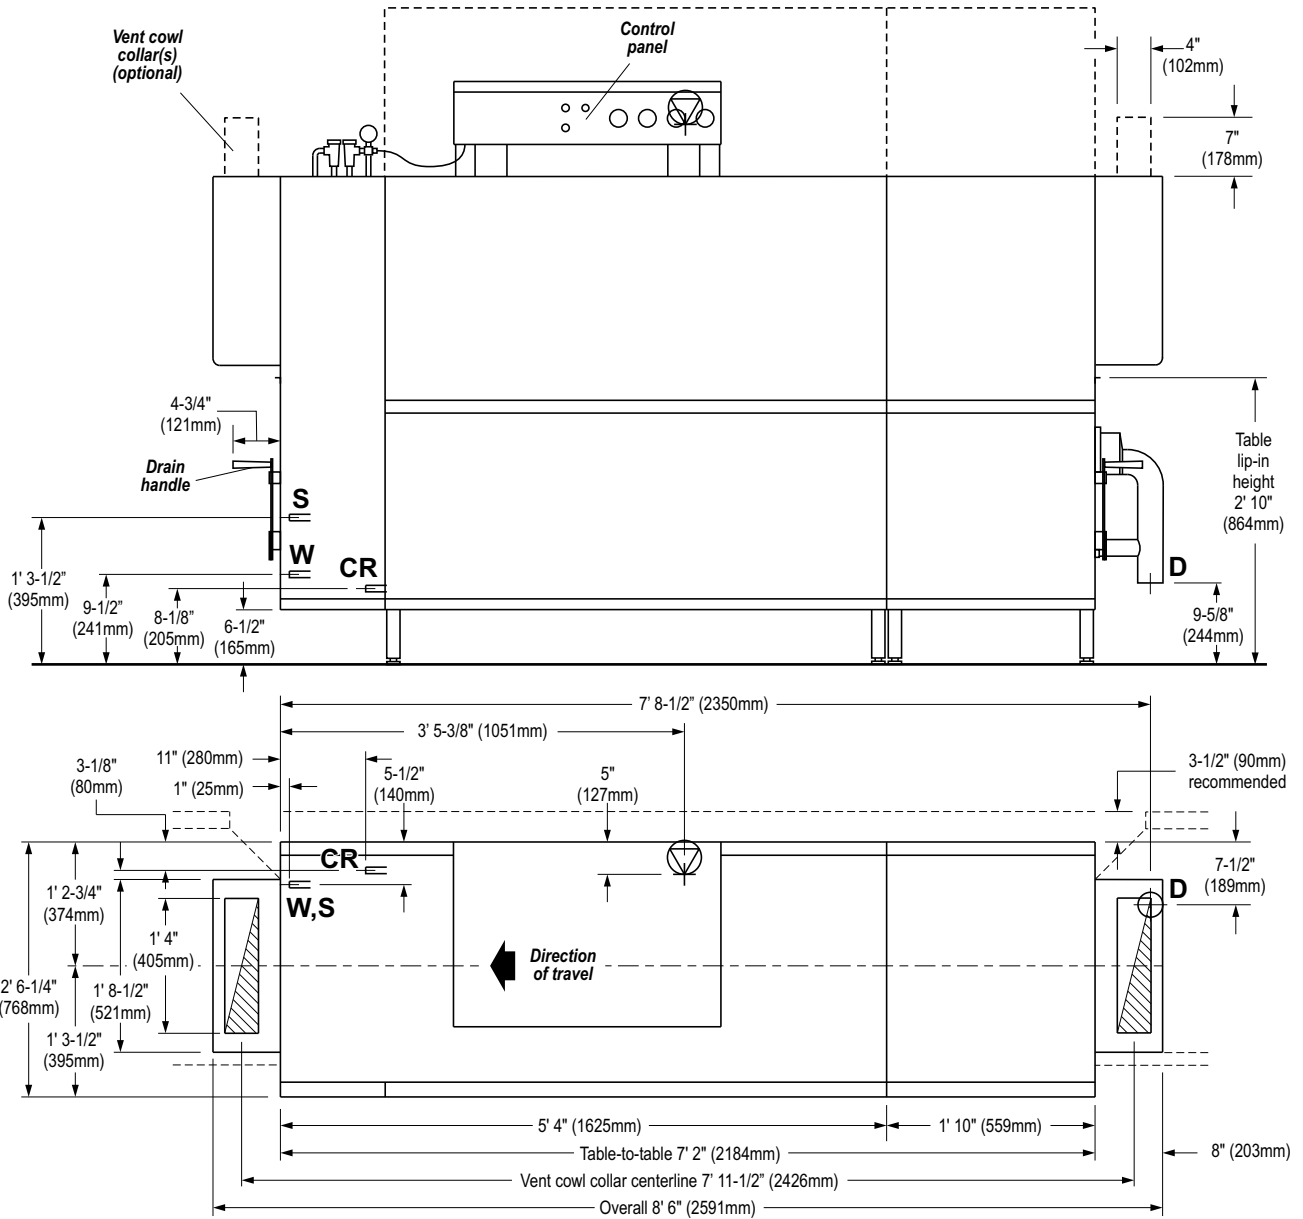 Vent cowl
collar(s)
(optional)
Control
panel
4"
(102mm)
7"
(178mm)
4-3/4"
(121mm)
Drain
handle
S
W
CR
D
Table
lip-in
height
2' 10"
(864mm)
1' 3-1/2"
(395mm)
9-1/2"
(241mm)
8-1/8"
(205mm)
6-1/2"
(165mm)
9-5/8"
(244mm)
7' 8-1/2" (2350mm)
3' 5-3/8" (1051mm)
11" (280mm)
3-1/8"
(80mm)
1" (25mm)
5-1/2"
(140mm)
5"
(127mm)
3-1/2" (90mm)
recommended
CR
W,S
D
7-1/2"
(189mm)
1' 2-3/4"
(374mm)
1' 4"
(405mm)
Direction
of travel
2' 6-1/4"
(768mm)
1' 8-1/2"
(521mm)
1' 3-1/2"
(395mm)
5' 4" (1625mm)
1' 10" (559mm)
Table-to-table 7' 2" (2184mm)
8" (203mm)
Vent cowl collar centerline 7' 11-1/2" (2426mm)
Overall 8' 6" (2591mm)